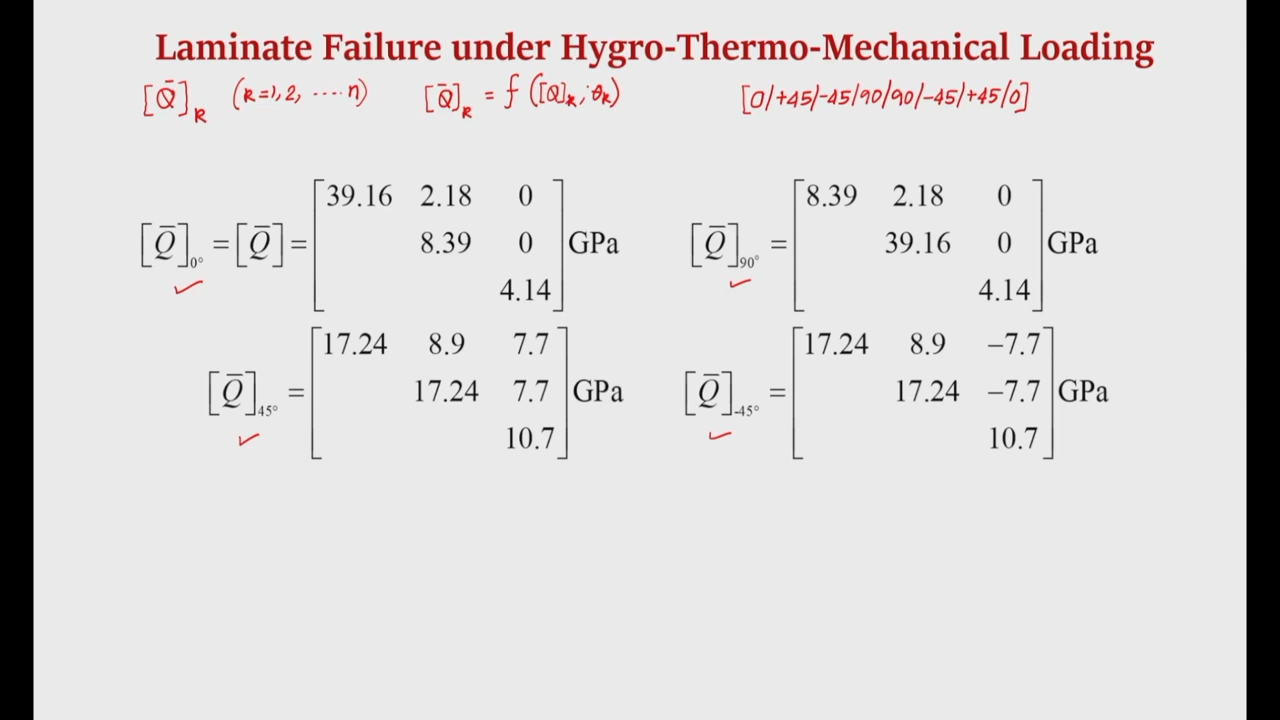 Laminate Failure under Hygro-Thermo-Mechanical Loading
[Q̄]k (k=1,2, ....n) [Q̄]k = f([Q]k; θk) [0/+45/-45/90/90/-45/+45/0]
[Q̄]0° = [Q̄] = [39.16 2.18 0
8.39 0
4.14] GPa
[Q̄]90° = [8.39 2.18 0
39.16 0
4.14] GPa
[Q̄]45° = [17.24 8.9 7.7
17.24 7.7
10.7] GPa
[Q̄]-45° = [17.24 8.9 −7.7
17.24 −7.7
10.7] GPa